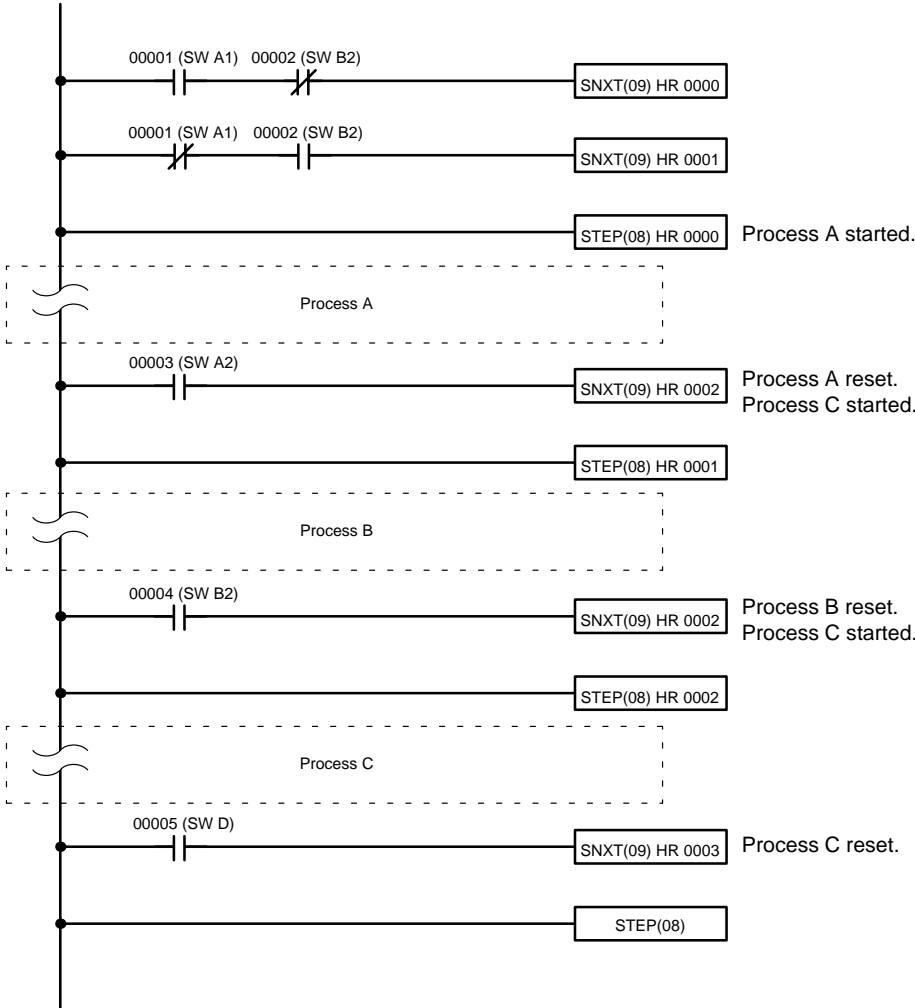 00001 (SW A1) 00002 (SW B2)
SNXT(09) HR 0000
00001 (SW A1) 00002 (SW B2)
SNXT(09) HR 0001
STEP(08) HR 0000 Process A started.
Process A
00003 (SW A2)
SNXT(09) HR 0002 Process A reset.
Process C started.
STEP(08) HR 0001
Process B
00004 (SW B2)
SNXT(09) HR 0002 Process B reset.
Process C started.
STEP(08) HR 0002
Process C
00005 (SW D)
SNXT(09) HR 0003 Process C reset.
STEP(08)